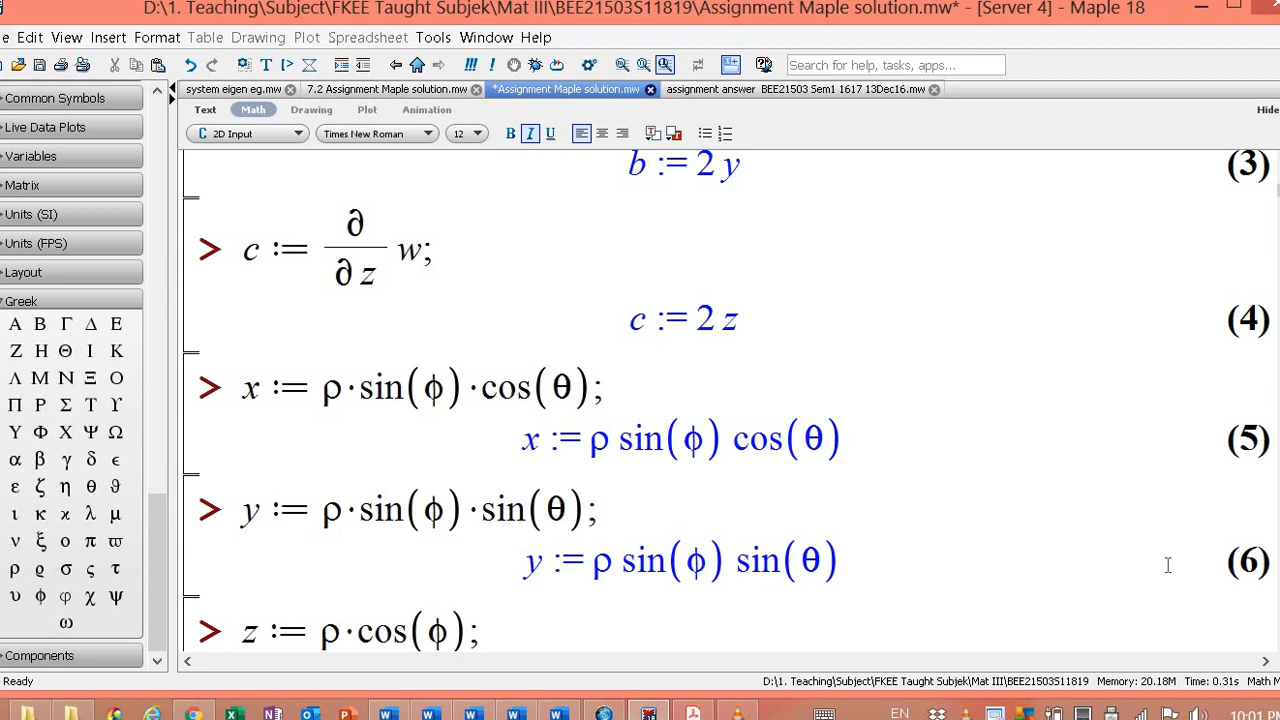 D:\1. Teaching\Subject\FKEE Taught Subjek\Mat III\BEE21503S11819\Assignment Maple solution.mw* - [Server 4] - Maple 18
e Edit View Insert Format Table Drawing Plot Spreadsheet Tools Window Help
Search for help, tasks, apps...
system eigen eg.mw 7.2 Assignment Maple solution.mw *Assignment Maple solution.mw assignment answer BEE21503 Sem1 1617 13Dec16.mw
Text Math Drawing Plot Animation Hide
C 2D Input Times New Roman 12 B I U
Common Symbols
Live Data Plots
Variables
Matrix
Units (SI)
Units (FPS)
Layout
Greek
Α Β Γ Δ Ε
Ζ Η Θ Ι Κ
Λ Μ Ν Ξ Ο
Π Ρ Σ Τ ϒ
Υ Φ Χ Ψ Ω
α β γ δ ϵ
ε ζ η θ ϑ
ι κ ϰ λ μ
ν ξ ο π ϖ
ρ ϱ σ ς τ
υ ϕ φ χ ψ
ω
Components
b := 2 y (3)
> c := ∂/∂z w;
c := 2 z (4)
> x := ρ·sin(ϕ)·cos(θ);
x := ρ sin(ϕ) cos(θ) (5)
> y := ρ·sin(ϕ)·sin(θ);
y := ρ sin(ϕ) sin(θ) (6)
> z := ρ·cos(ϕ);
Ready D:\1. Teaching\Subject\FKEE Taught Subjek\Mat III\BEE21503S11819 Memory: 20.18M Time: 0.31s Math M
EN 10:01 PM